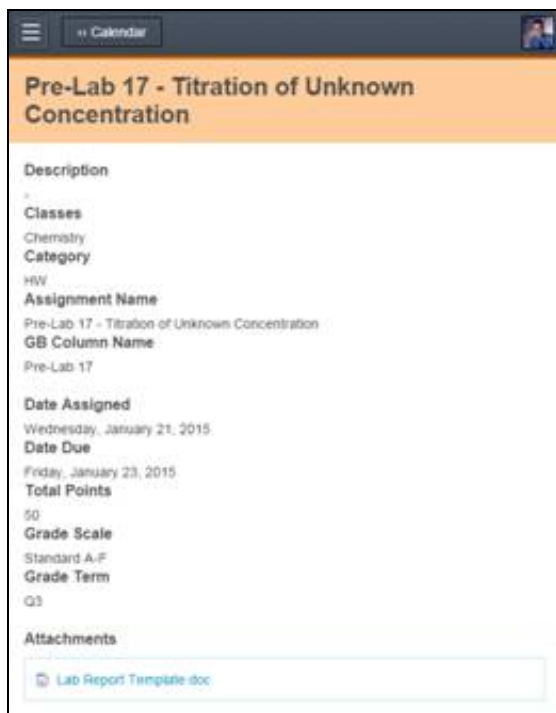 ‹‹ Calendar
Pre-Lab 17 - Titration of Unknown
Concentration
Description
-
Classes
Chemistry
Category
HW
Assignment Name
Pre-Lab 17 - Titration of Unknown Concentration
GB Column Name
Pre-Lab 17
Date Assigned
Wednesday, January 21, 2015
Date Due
Friday, January 23, 2015
Total Points
50
Grade Scale
Standard A-F
Grade Term
Q3
Attachments
Lab Report Template.doc